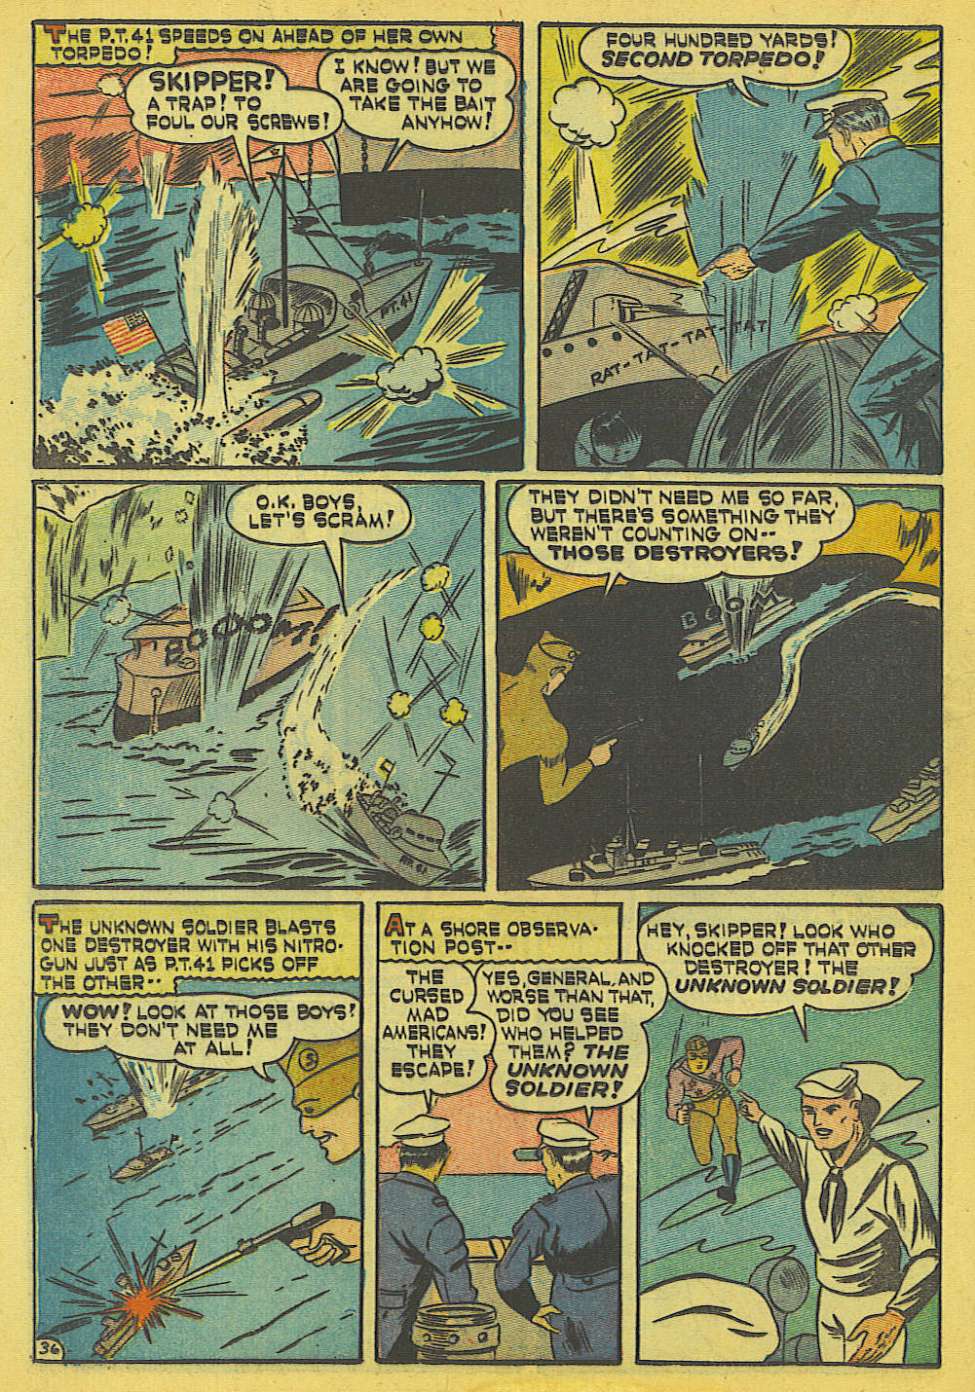 THE P.T. 41 SPEEDS ON AHEAD OF HER OWN
TORPEDO!
SKIPPER!
A TRAP! TO
FOUL OUR SCREWS!
I KNOW! BUT WE
ARE GOING TO
TAKE THE BAIT
ANYHOW!
P.T. 41
FOUR HUNDRED YARDS!
SECOND TORPEDO!
RAT-TAT-TAT-TAT
O.K. BOYS,
LET'S SCRAM!
BOOOM!
THEY DIDN'T NEED ME SO FAR,
BUT THERE'S SOMETHING THEY
WEREN'T COUNTING ON--
THOSE DESTROYERS!
BOOM
THE UNKNOWN SOLDIER BLASTS
ONE DESTROYER WITH HIS NITRO-
GUN JUST AS P.T. 41 PICKS OFF
THE OTHER--
WOW! LOOK AT THOSE BOYS!
THEY DON'T NEED ME
AT ALL!
S
36
AT A SHORE OBSERVA-
TION POST--
THE
CURSED
MAD
AMERICANS!
THEY
ESCAPE!
YES, GENERAL, AND
WORSE THAN THAT,
DID YOU SEE
WHO HELPED
THEM? THE
UNKNOWN
SOLDIER!
HEY, SKIPPER! LOOK WHO
KNOCKED OFF THAT OTHER
DESTROYER! THE
UNKNOWN SOLDIER!